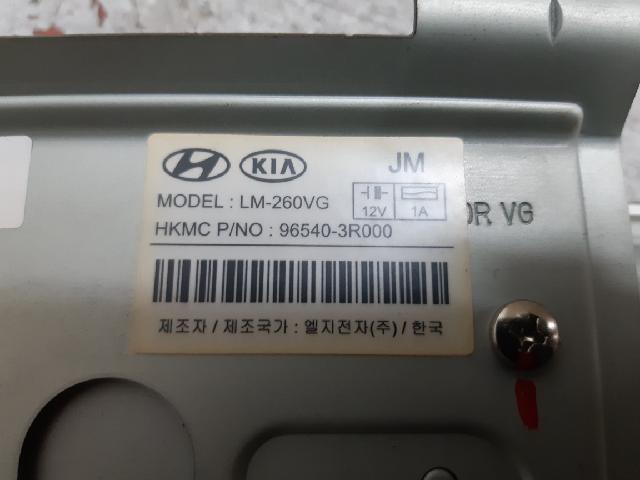 KIA
JM
MODEL : LM-260VG
12V 1A
HKMC P/NO : 96540-3R000
제조자 / 제조국가 : 엘지전자(주) / 한국
VG